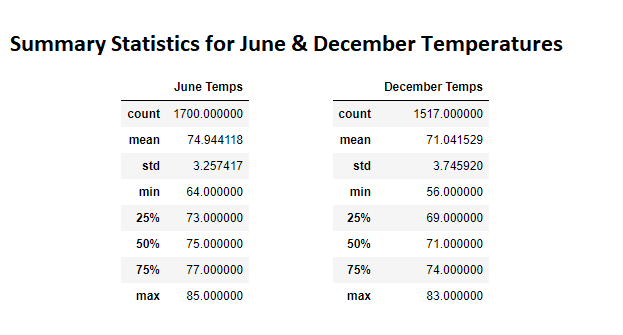 Summary Statistics for June & December Temperatures
June Temps
count 1700.000000
mean 74.944118
std 3.257417
min 64.000000
25% 73.000000
50% 75.000000
75% 77.000000
max 85.000000
December Temps
count 1517.000000
mean 71.041529
std 3.745920
min 56.000000
25% 69.000000
50% 71.000000
75% 74.000000
max 83.000000